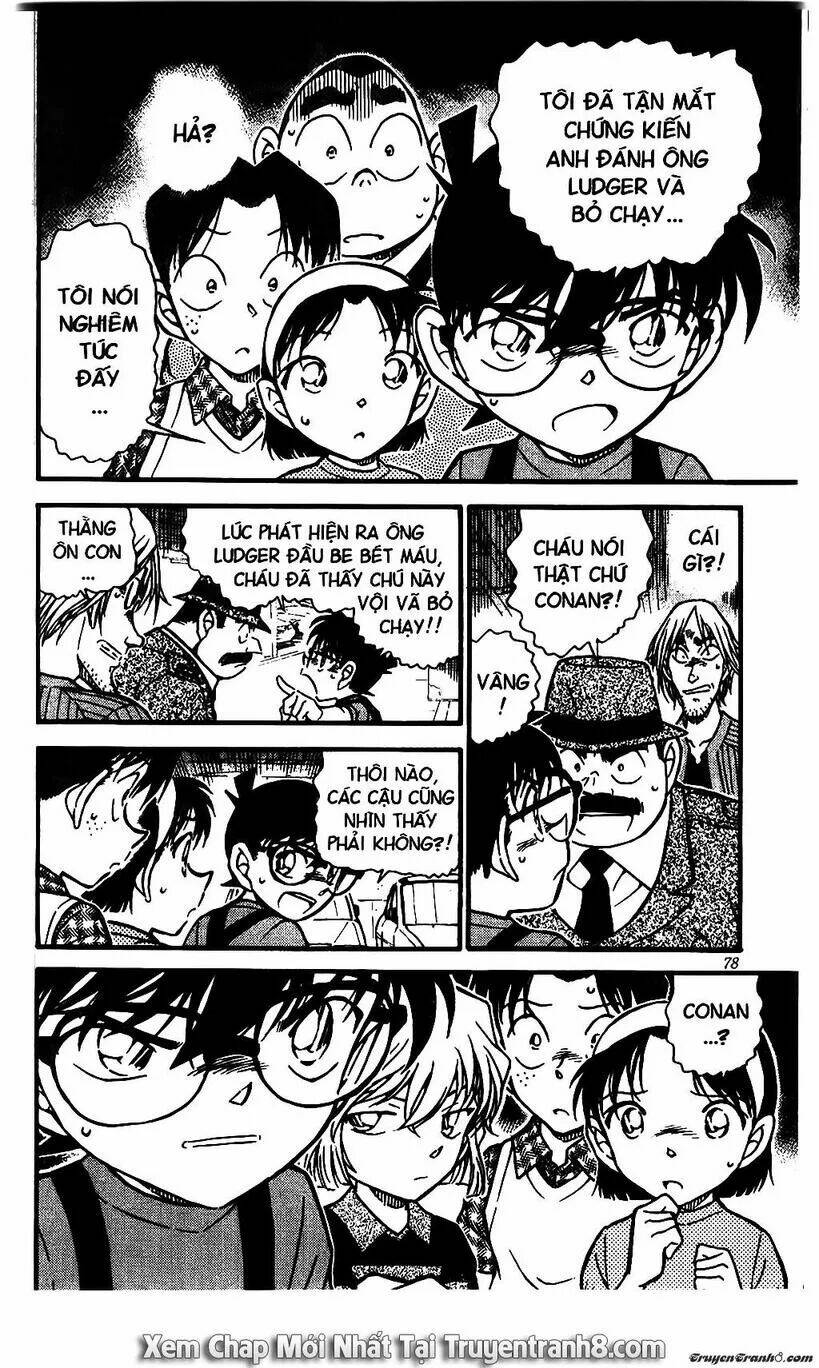 TÔI ĐÃ TẬN MẮT
CHỨNG KIẾN
ANH ĐÁNH ÔNG
LUDGER VÀ
BỎ CHẠY...
HẢ?
TÔI NÓI
NGHIÊM
TÚC
ĐẤY
...
CÁI
GÌ?!
CHÁU NÓI
THẬT CHỨ
CONAN?!
VÂNG
!
LÚC PHÁT HIỆN RA ÔNG
LUDGER ĐẦU BE BÉT MÁU,
CHÁU ĐÃ THẤY CHÚ NÀY
VỘI VÃ BỎ
CHẠY!!
THẰNG
ÔN CON
...
THÔI NÀO,
CÁC CẬU CŨNG
NHÌN THẤY
PHẢI KHÔNG?!
78
CONAN
...?
Xem Chap Mới Nhất Tại Truyentranh8.com
TruyenTranh8.com